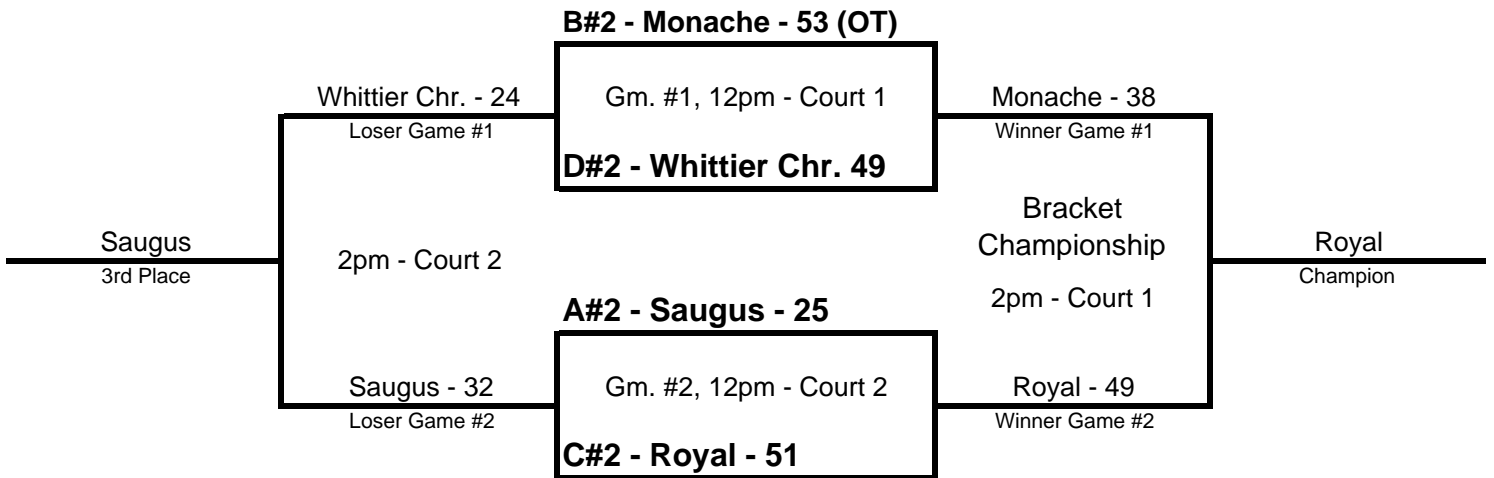 B#2 - Monache - 53 (OT)
Whittier Chr. - 24
Gm. #1, 12pm - Court 1
Monache - 38
Loser Game #1
Winner Game #1
D#2 - Whittier Chr. 49
Bracket
Championship
Saugus
2pm - Court 2
Royal
3rd Place
Champion
2pm - Court 1
A#2 - Saugus - 25
Saugus - 32
Gm. #2, 12pm - Court 2
Royal - 49
Loser Game #2
Winner Game #2
C#2 - Royal - 51